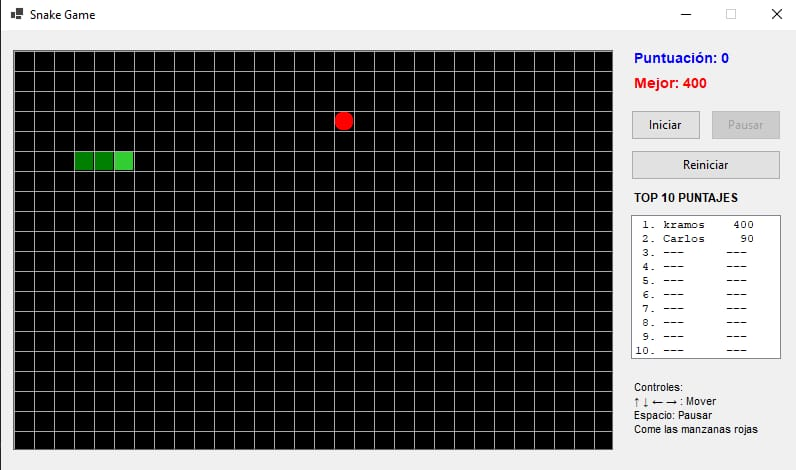 Snake Game
Puntuación: 0
Mejor: 400
Iniciar Pausar
Reiniciar
TOP 10 PUNTAJES
1. kramos 400
2. Carlos 90
3. --- ---
4. --- ---
5. --- ---
6. --- ---
7. --- ---
8. --- ---
9. --- ---
10. --- ---
Controles:
↑ ↓ ← → : Mover
Espacio: Pausar
Come las manzanas rojas